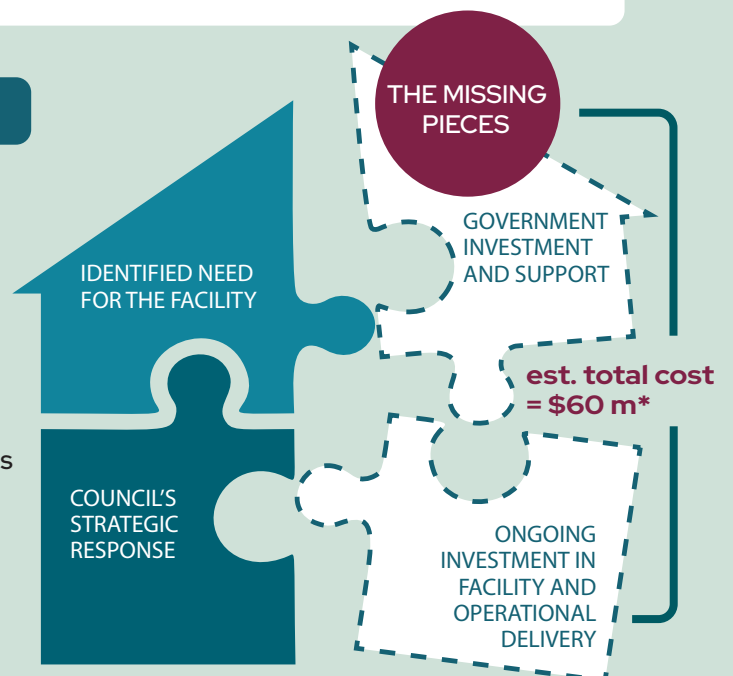 THE MISSING
PIECES
IDENTIFIED NEED
FOR THE FACILITY
GOVERNMENT
INVESTMENT
AND SUPPORT
est. total cost
= $60 m*
s
COUNCIL'S
STRATEGIC
RESPONSE
ONGOING
INVESTMENT IN
FACILITY AND
OPERATIONAL
DELIVERY